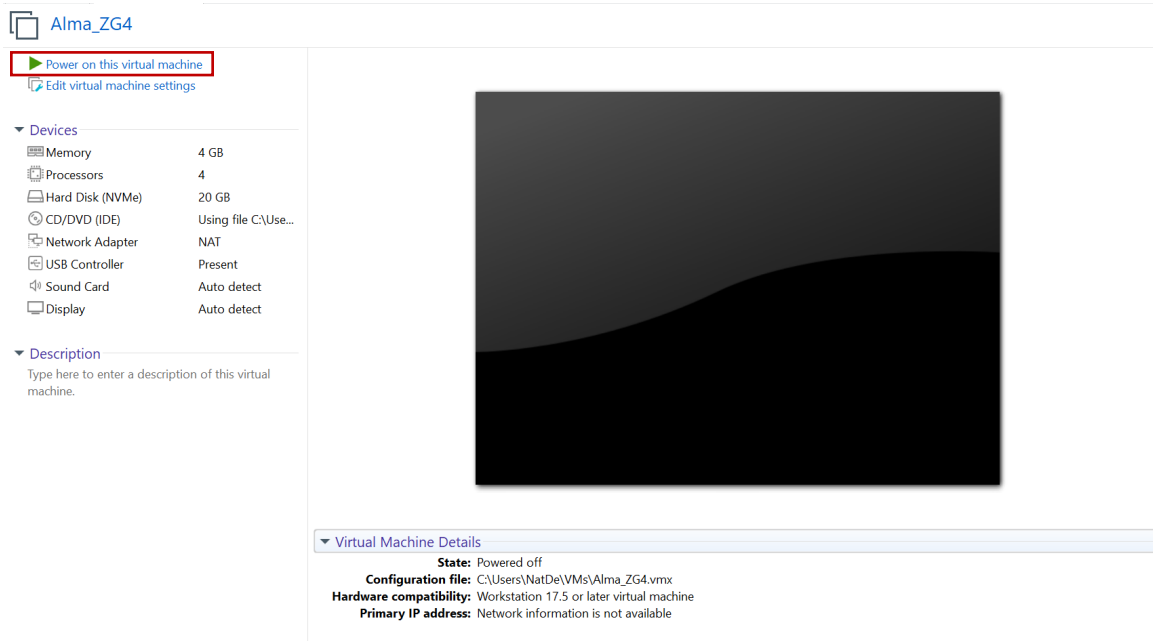 Alma_ZG4
Power on this virtual machine
Edit virtual machine settings
Devices
Memory 4 GB
Processors 4
Hard Disk (NVMe) 20 GB
CD/DVD (IDE) Using file C:\Use...
Network Adapter NAT
USB Controller Present
Sound Card Auto detect
Display Auto detect
Description
Type here to enter a description of this virtual
machine.
Virtual Machine Details
State: Powered off
Configuration file: C:\Users\NatDe\VMs\Alma_ZG4.vmx
Hardware compatibility: Workstation 17.5 or later virtual machine
Primary IP address: Network information is not available